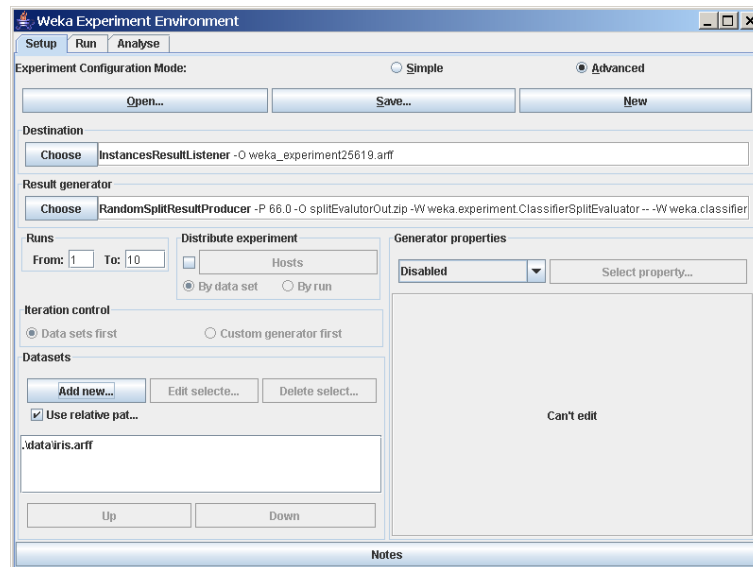 Weka Experiment Environment
Setup Run Analyse
Experiment Configuration Mode: Simple Advanced
Open... Save... New
Destination
Choose InstancesResultListener -O weka_experiment25619.arff
Result generator
Choose RandomSplitResultProducer -P 66.0 -O splitEvalutorOut.zip -W weka.experiment.ClassifierSplitEvaluator -- -W weka.classifier
Runs
From: 1 To: 10
Distribute experiment
Hosts
By data set By run
Generator properties
Disabled Select property...
Can't edit
Iteration control
Data sets first Custom generator first
Datasets
Add new... Edit selecte... Delete select...
Use relative pat...
.\data\iris.arff
Up Down
Notes